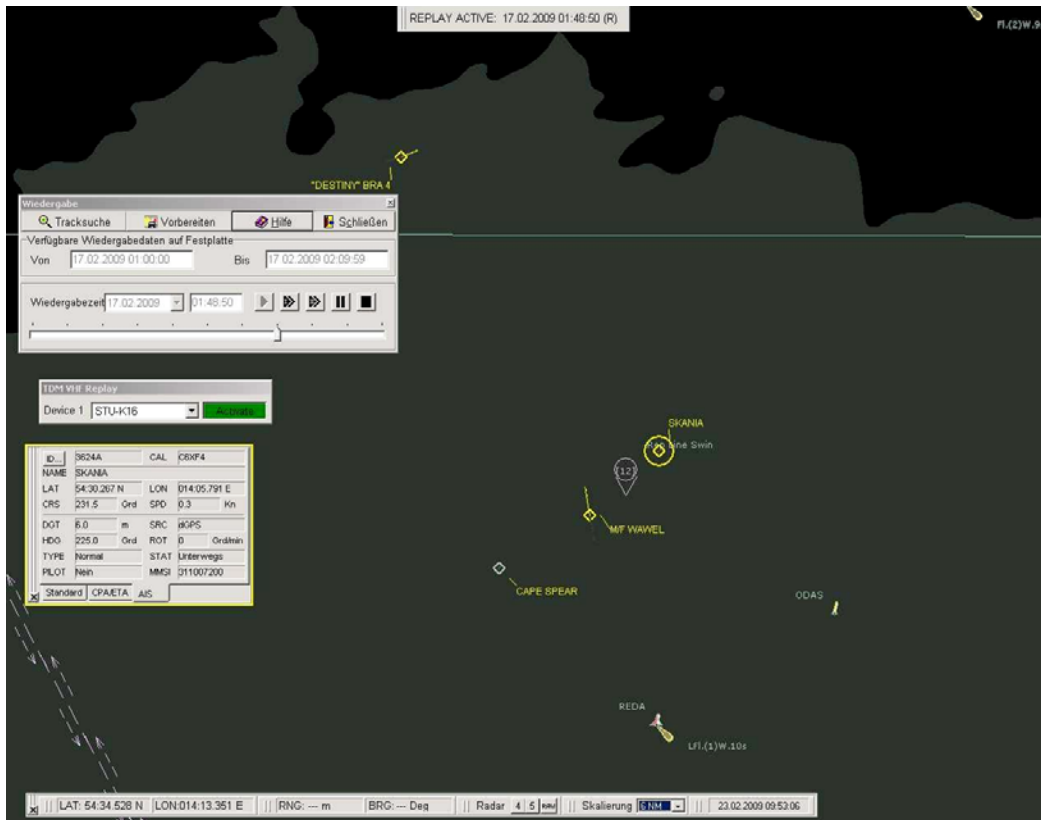 REPLAY ACTIVE: 17.02.2009 01:48:50 (R)
Fl.(2)W.9
"DESTINY" BRA 4
Wiedergabe
Tracksuche Vorbereiten Hilfe Schließen
Verfügbare Wiedergabedaten auf Festplatte
Von 17.02.2009 01:00:00 Bis 17.02.2009 02:09:59
Wiedergabezeit 17.02.2009 01:48:50
TDM VHF Replay
Device 1 STU-K16 Activate
SKANIA
Rep Line Swin
(12)
M/F WAWEL
CAPE SPEAR
ODAS
REDA
LFl.(1)W.10s
ID... 3624A CAL C6XF4
NAME SKANIA
LAT 54:30.267 N LON 014:05.791 E
CRS 231.5 Grd SPD 0.3 Kn
DGT 6.0 m SRC dGPS
HDG 225.0 Grd ROT 0 Grd/min
TYPE Normal STAT Unterwegs
PILOT Nein MMSI 311007200
Standard CPA/ETA AIS
LAT: 54:34.528 N LON:014:13.351 E RNG: --- m BRG: --- Deg Radar 4 5 Skalierung 6 NM 23.02.2009 09:53:06